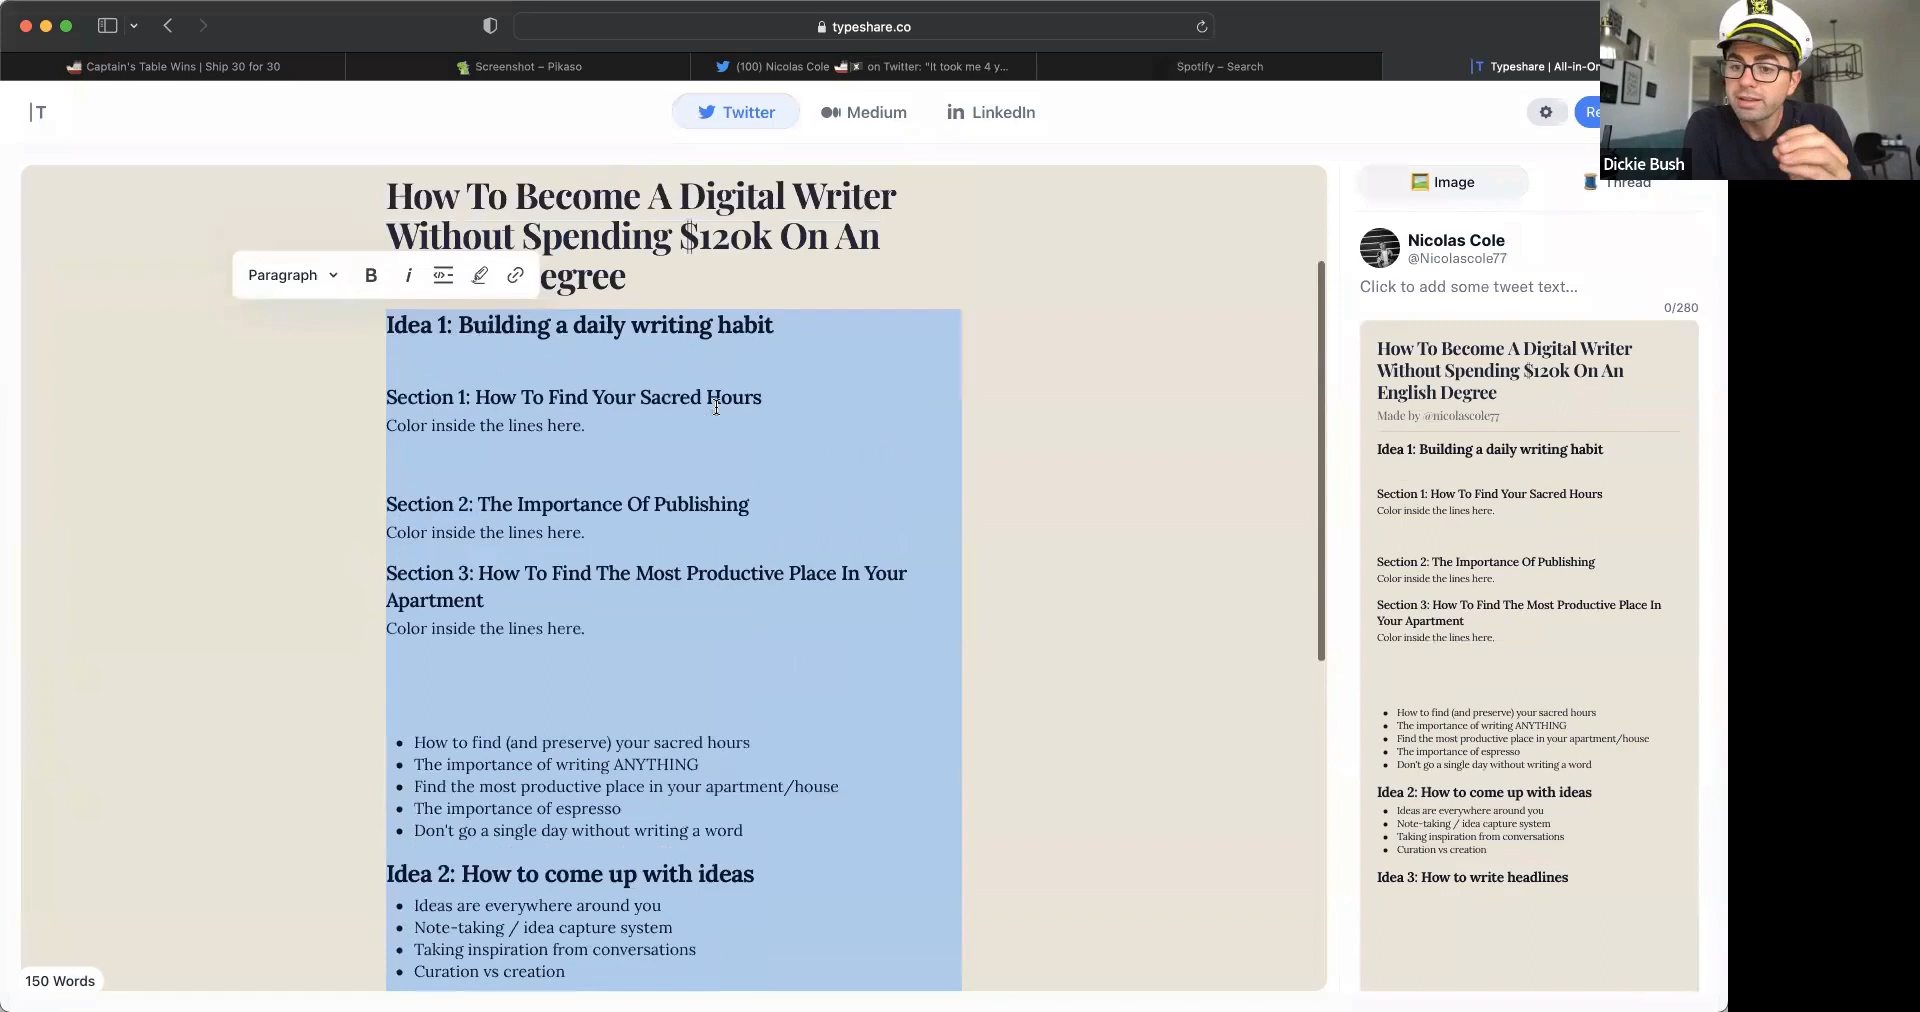 typeshare.co
Captain's Table Wins | Ship 30 for 30
Screenshot – Pikaso
(100) Nicolas Cole on Twitter: "It took me 4 y...
Spotify – Search
Typeshare | All-in-On
|T
Twitter
Medium
LinkedIn
Re
Dickie Bush
How To Become A Digital Writer
Without Spending $120k On An
egree
Paragraph
B
i
Idea 1: Building a daily writing habit
Section 1: How To Find Your Sacred Hours
Color inside the lines here.
Section 2: The Importance Of Publishing
Color inside the lines here.
Section 3: How To Find The Most Productive Place In Your
Apartment
Color inside the lines here.
• How to find (and preserve) your sacred hours
• The importance of writing ANYTHING
• Find the most productive place in your apartment/house
• The importance of espresso
• Don't go a single day without writing a word
Idea 2: How to come up with ideas
• Ideas are everywhere around you
• Note-taking / idea capture system
• Taking inspiration from conversations
• Curation vs creation
150 Words
Image
Thread
Nicolas Cole
@Nicolascole77
Click to add some tweet text...
0/280
How To Become A Digital Writer
Without Spending $120k On An
English Degree
Made by @nicolascole77
Idea 1: Building a daily writing habit
Section 1: How To Find Your Sacred Hours
Color inside the lines here.
Section 2: The Importance Of Publishing
Color inside the lines here.
Section 3: How To Find The Most Productive Place In
Your Apartment
Color inside the lines here.
• How to find (and preserve) your sacred hours
• The importance of writing ANYTHING
• Find the most productive place in your apartment/house
• The importance of espresso
• Don't go a single day without writing a word
Idea 2: How to come up with ideas
• Ideas are everywhere around you
• Note-taking / idea capture system
• Taking inspiration from conversations
• Curation vs creation
Idea 3: How to write headlines